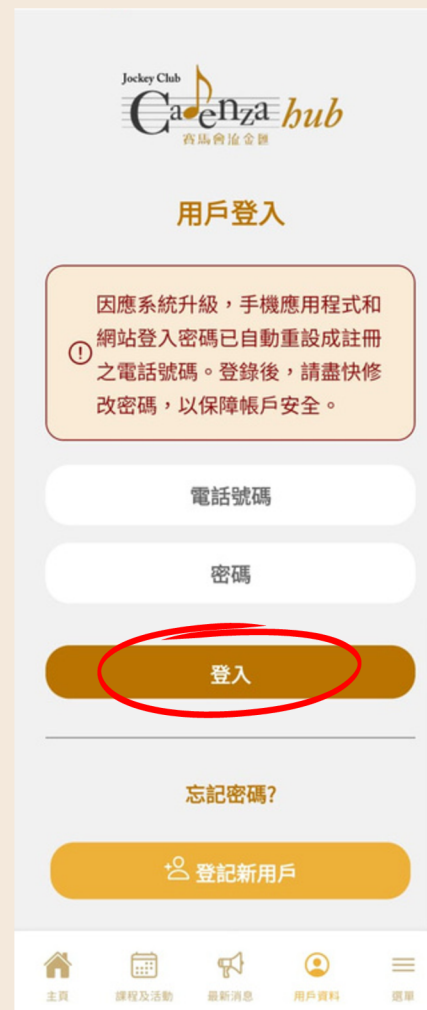 Jockey Club
Cadenza hub
賽馬會流金匯
用戶登入
因應系統升級，手機應用程式和
網站登入密碼已自動重設成註冊
之電話號碼。登錄後，請盡快修
改密碼，以保障帳戶安全。
電話號碼
密碼
登入
忘記密碼?
登記新用戶
主頁 課程及活動 最新消息 用戶資料 選單